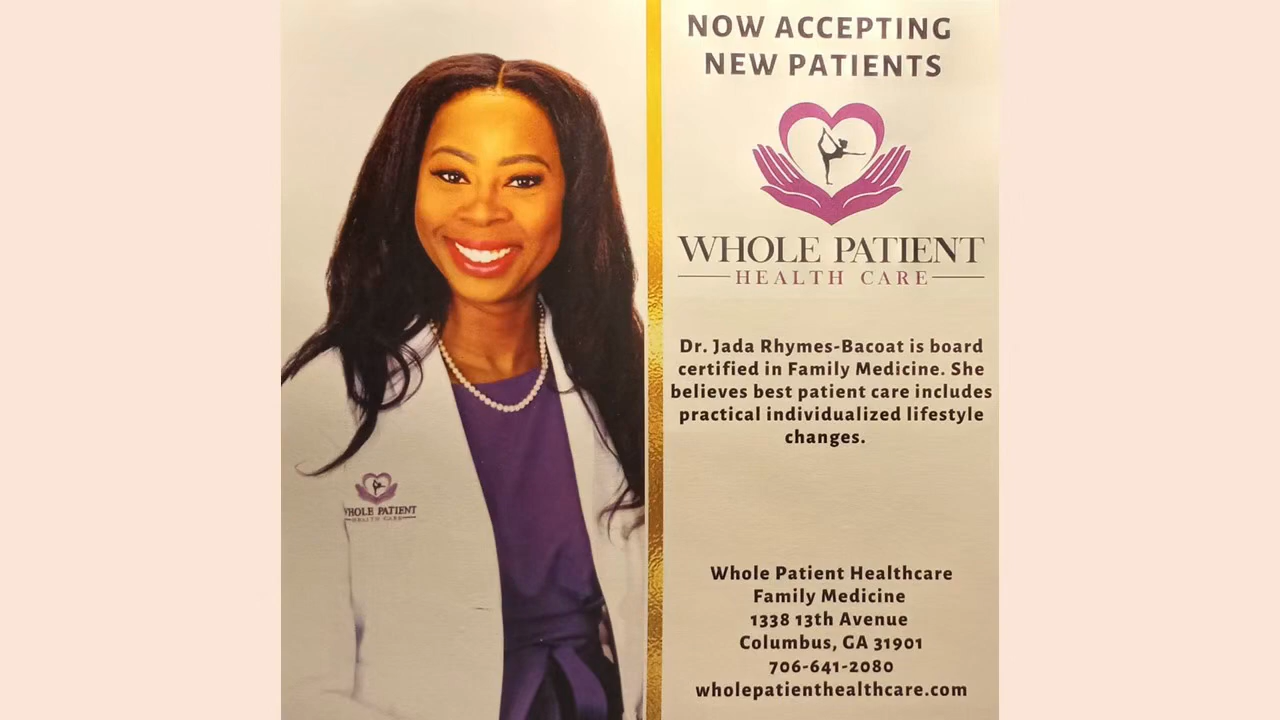 NOW ACCEPTING
NEW PATIENTS
WHOLE PATIENT
HEALTH CARE
Dr. Jada Rhymes-Bacoat is board
certified in Family Medicine. She
believes best patient care includes
practical individualized lifestyle
changes.
WHOLE PATIENT
HEALTH CARE
Whole Patient Healthcare
Family Medicine
1338 13th Avenue
Columbus, GA 31901
706-641-2080
wholepatienthealthcare.com